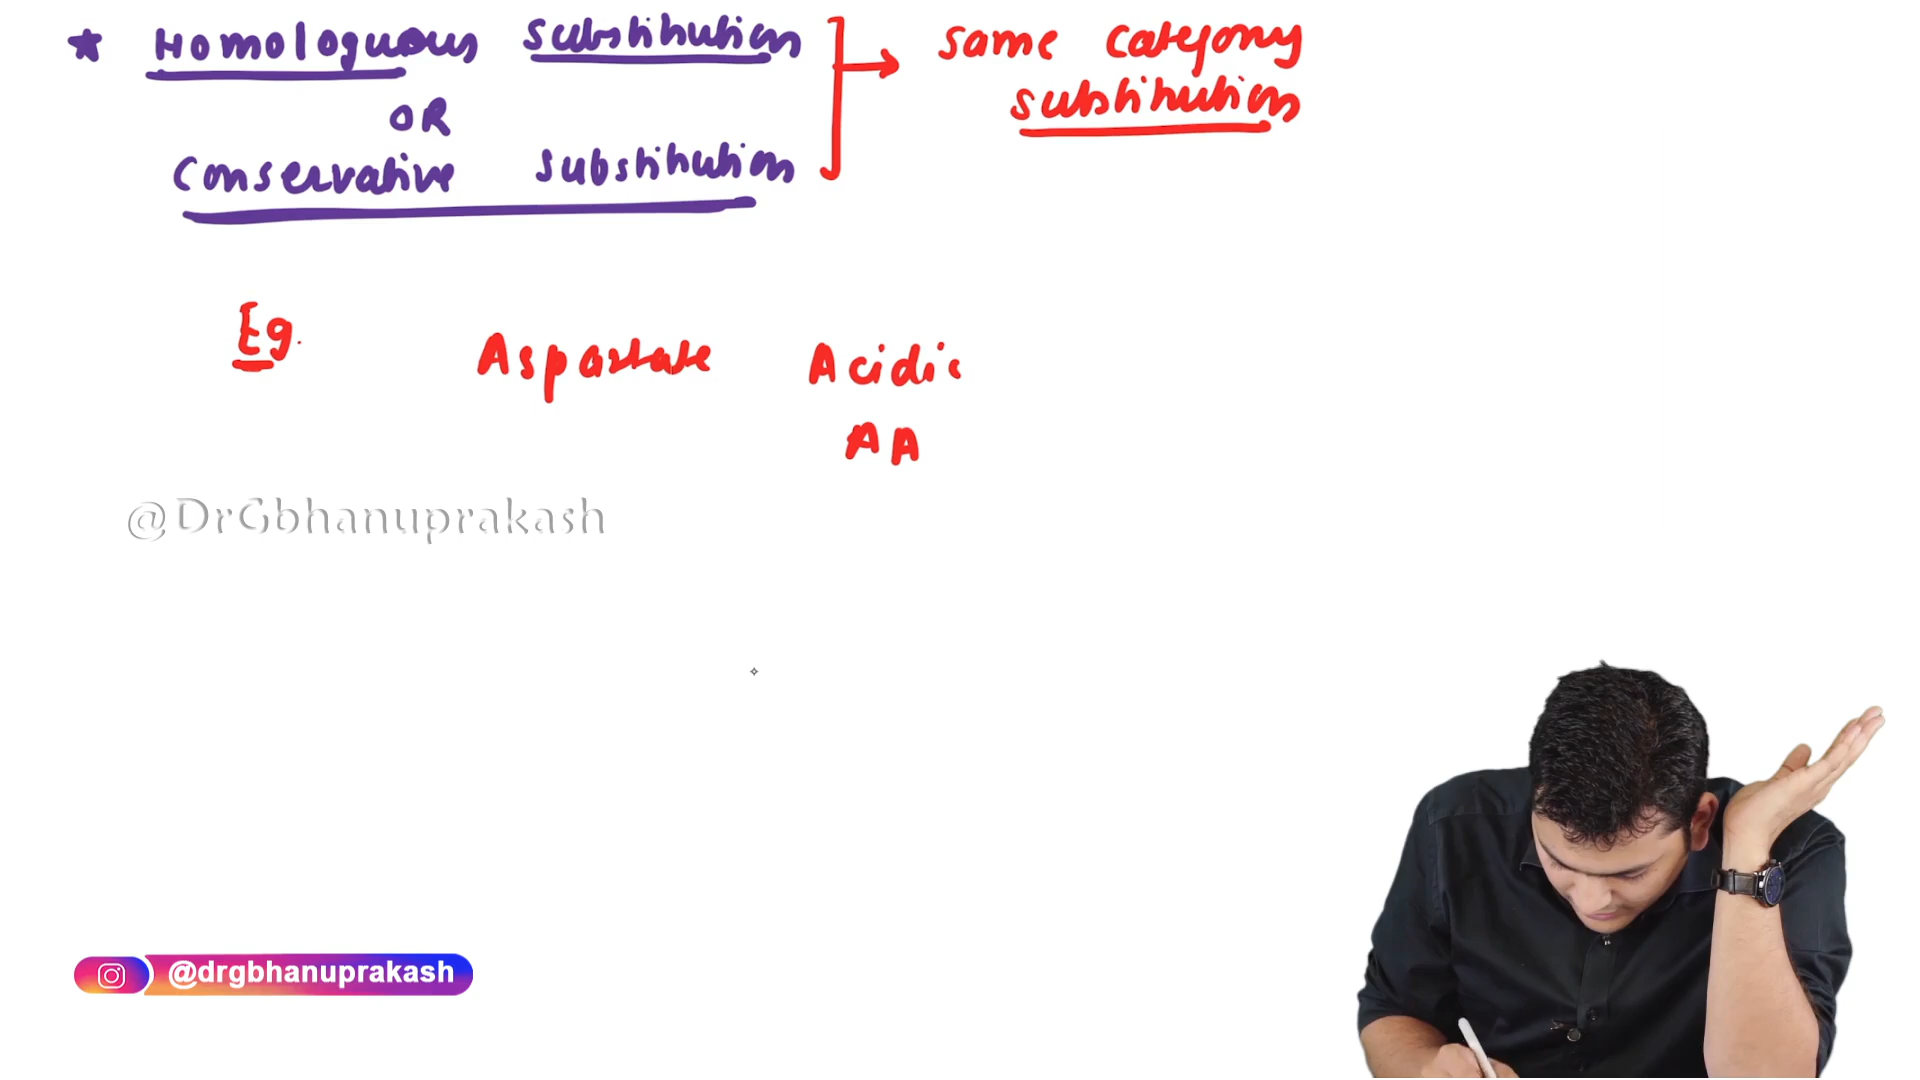 ★ Homologuous substitution
OR
conservative substitution
same category
substitution
Eg. Aspartate Acidic
AA
@DrGbhanuprakash
@drgbhanuprakash